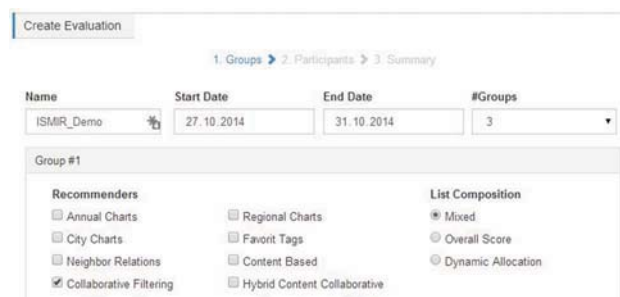 Create Evaluation
1. Groups 2. Participants 3. Summary
Name Start Date End Date #Groups
ISMIR_Demo 27.10.2014 31.10.2014 3
Group #1
Recommenders List Composition
Annual Charts Regional Charts Mixed
City Charts Favorit Tags Overall Score
Neighbor Relations Content Based Dynamic Allocation
Collaborative Filtering Hybrid Content Collaborative